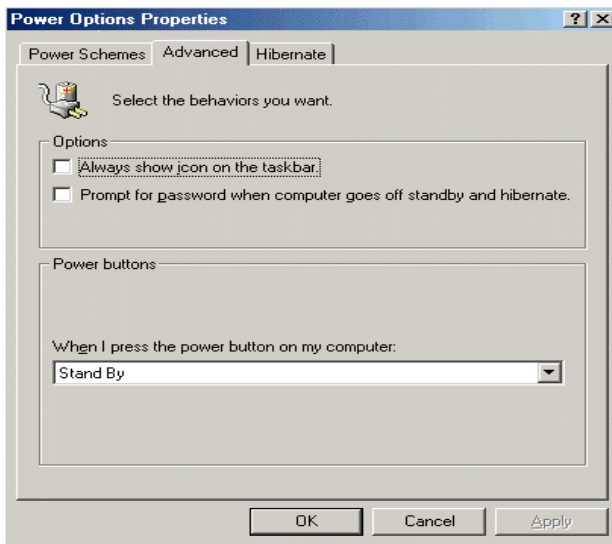 Power Options Properties
Power Schemes Advanced Hibernate
Select the behaviors you want.
Options
Always show icon on the taskbar.
Prompt for password when computer goes off standby and hibernate.
Power buttons
When I press the power button on my computer:
Stand By
OK Cancel Apply